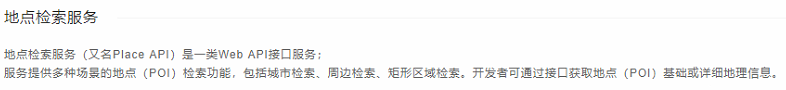 地点检索服务
地点检索服务（又名Place API）是一类Web API接口服务；
服务提供多种场景的地点（POI）检索功能，包括城市检索、周边检索、矩形区域检索。开发者可通过接口获取地点（POI）基础或详细地理信息。